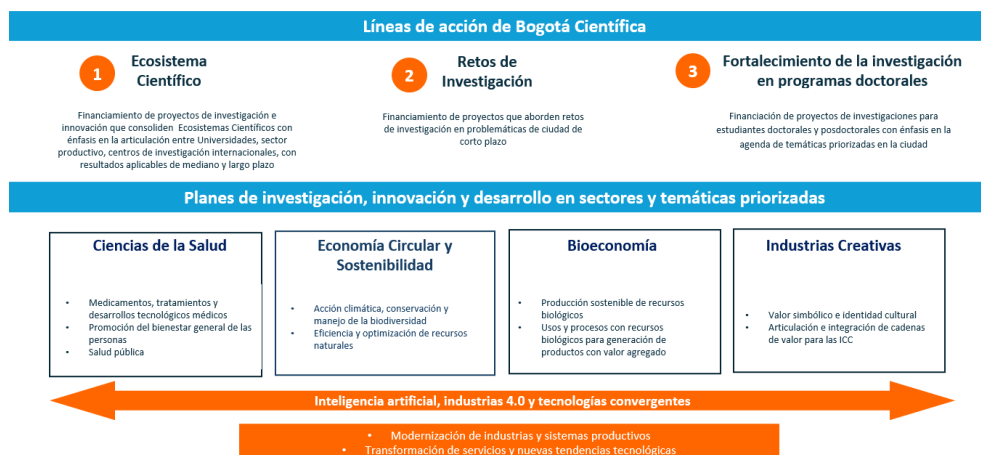 Líneas de acción de Bogotá Científica
1
Ecosistema
Científico
Financiamiento de proyectos de investigación e
innovación que consoliden Ecosistemas Científicos con
énfasis en la articulación entre Universidades, sector
productivo, centros de investigación internacionales, con
resultados aplicables de mediano y largo plazo
2
Retos de
Investigación
Financiamiento de proyectos que aborden retos
de investigación en problemáticas de ciudad de
corto plazo
3
Fortalecimiento de la investigación
en programas doctorales
Financiación de proyectos de investigaciones para
estudiantes doctorales y posdoctorales con énfasis en la
agenda de temáticas priorizadas en la ciudad
Planes de investigación, innovación y desarrollo en sectores y temáticas priorizadas
Ciencias de la Salud
• Medicamentos, tratamientos y
desarrollos tecnológicos médicos
• Promoción del bienestar general de las
personas
• Salud pública
Economía Circular y
Sostenibilidad
• Acción climática, conservación y
manejo de la biodiversidad
• Eficiencia y optimización de recursos
naturales
Bioeconomía
• Producción sostenible de recursos
biológicos
• Usos y procesos con recursos
biológicos para generación de
productos con valor agregado
Industrias Creativas
• Valor simbólico e identidad cultural
• Articulación e integración de cadenas
de valor para las ICC
Inteligencia artificial, industrias 4.0 y tecnologías convergentes
• Modernización de industrias y sistemas productivos
• Transformación de servicios y nuevas tendencias tecnológicas